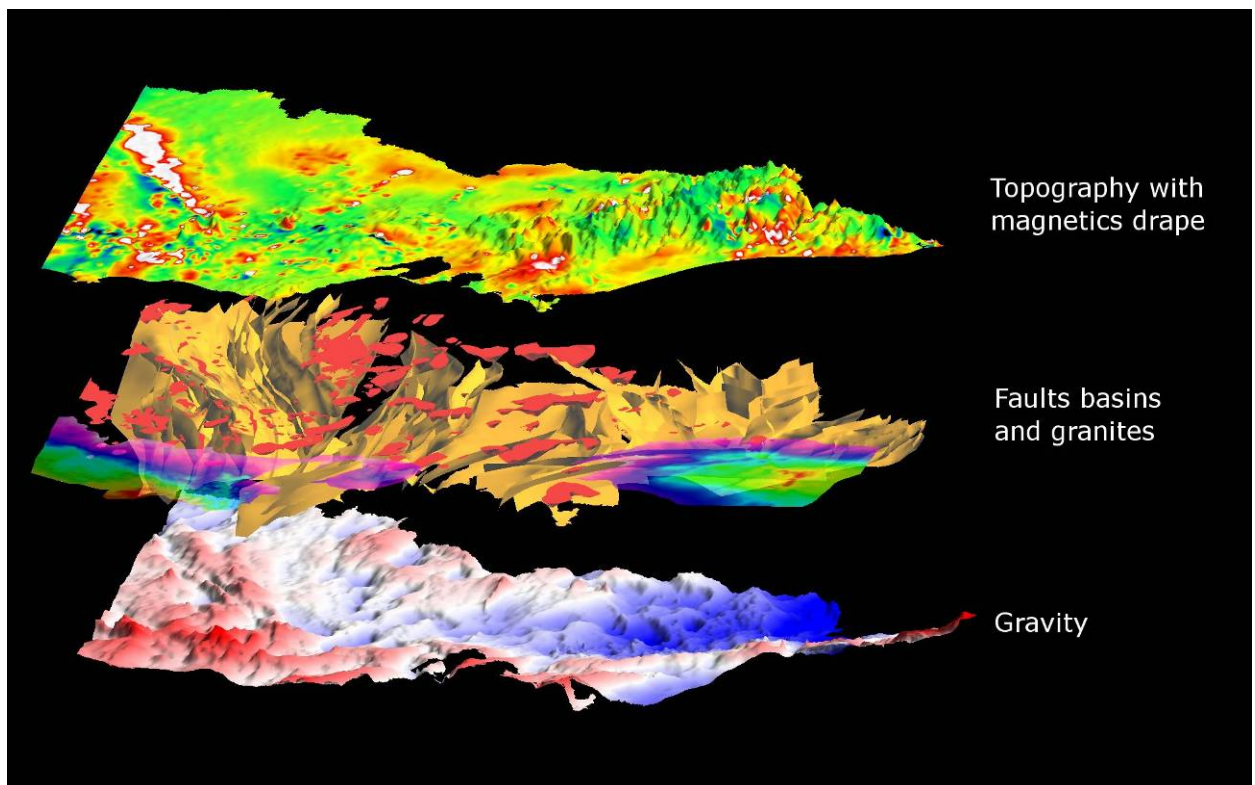 Topography with
magnetics drape
Faults basins
and granites
Gravity